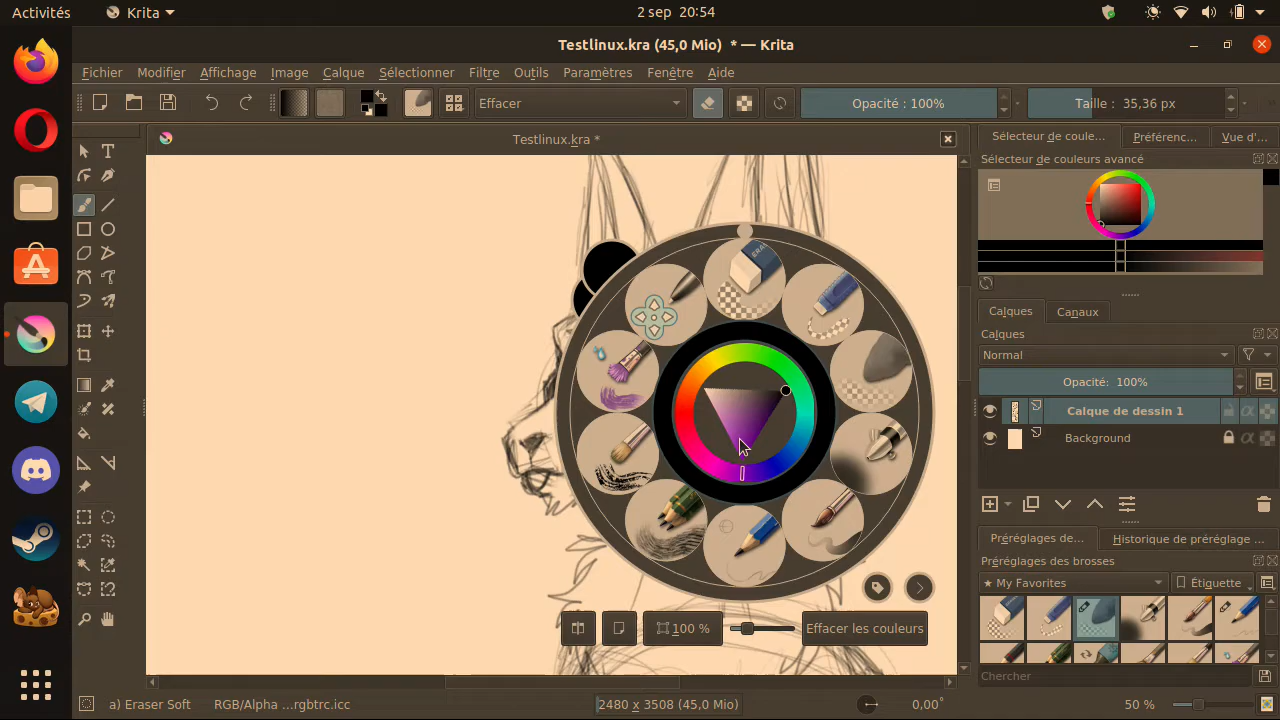 Activités
Krita
2 sep  20:54
Testlinux.kra (45,0 Mio)  * — Krita
Fichier
Modifier
Affichage
Image
Calque
Sélectionner
Filtre
Outils
Paramètres
Fenêtre
Aide
Effacer
Opacité : 100%
Taille : 35,36 px
Testlinux.kra *
Sélecteur de coule...
Préférenc...
Vue d'...
Sélecteur de couleurs avancé
Calques
Canaux
Calques
Normal
Opacité:  100%
Calque de dessin 1
Background
Préréglages de...
Historique de préréglage ...
Préréglages des brosses
★ My Favorites
Étiquette
Chercher
100 %
Effacer les couleurs
a) Eraser Soft
RGB/Alpha ...rgbtrc.icc
2480 x 3508 (45,0 Mio)
0,00°
50 %